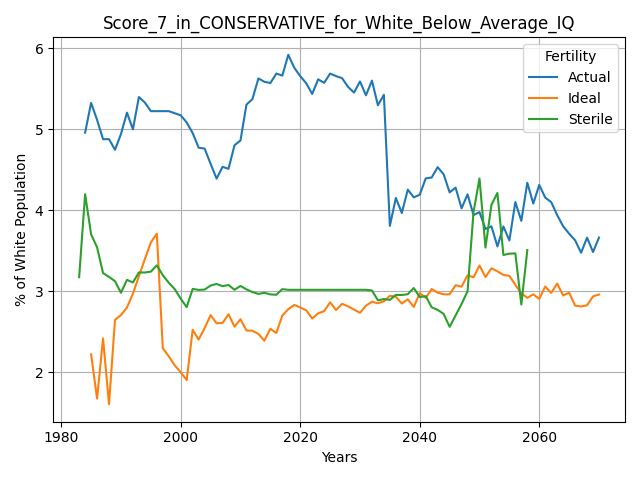 Score_7_in_CONSERVATIVE_for_White_Below_Average_IQ
% of White Population
6
5
4
3
2
Fertility
Actual
Ideal
Sterile
1980 2000 2020 2040 2060
Years